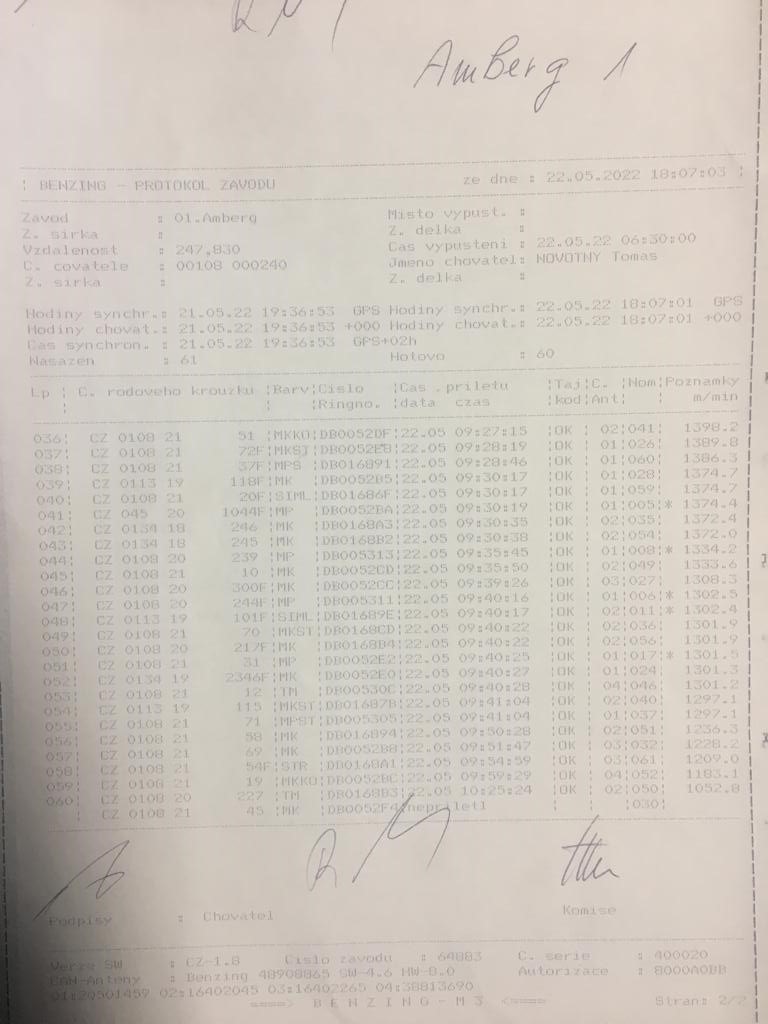 Amberg 1
¦ BENZING - PROTOKOL ZAVODU ze dne : 22.05.2022 18:07:03 ¦
Zavod : 01.Amberg Misto vypust. :
Z. sirka : Z. delka :
Vzdalenost : 247,830 Cas vypusteni : 22.05.22 06:30:00
C. covatele : 00108 000240 Jmeno chovatel: NOVOTNY Tomas
Z. sirka : Z. delka :
Hodiny synchr.: 21.05.22 19:36:53 GPS Hodiny synchr.: 22.05.22 18:07:01 GPS
Hodiny chovat.: 21.05.22 19:36:53 +000 Hodiny chovat.: 22.05.22 18:07:01 +000
Cas synchron. : 21.05.22 19:36:53 GPS+02h
Nasazen : 61 Hotovo : 60
Lp ¦ C. rodoveho krouzku ¦Barv¦Cislo ¦Cas .priletu ¦Taj¦C. ¦Nom¦Poznamky
¦ ¦ ¦Ringno. ¦data czas ¦kod¦Ant¦ ¦ m/min
036¦ CZ 0108 21 51 ¦MKKO¦DB0052DF¦22.05 09:27:15 ¦OK ¦ 02¦041¦ 1398.2
037¦ CZ 0108 21 72F¦MKST¦DB0052EB¦22.05 09:28:19 ¦OK ¦ 01¦026¦ 1389.8
038¦ CZ 0108 21 37F¦MPS ¦DB016891¦22.05 09:28:46 ¦OK ¦ 01¦060¦ 1386.3
039¦ CZ 0113 19 118F¦MK ¦DB0052B5¦22.05 09:30:17 ¦OK ¦ 01¦028¦ 1374.7
040¦ CZ 0108 21 20F¦SIML¦DB01686F¦22.05 09:30:17 ¦OK ¦ 01¦059¦ 1374.7
041¦ CZ 045 20 1044F¦MP ¦DB0052BA¦22.05 09:30:19 ¦OK ¦ 01¦005¦* 1374.4
042¦ CZ 0134 18 246 ¦MK ¦DB0168A3¦22.05 09:30:35 ¦OK ¦ 02¦035¦ 1372.4
043¦ CZ 0134 18 245 ¦MK ¦DB0168B2¦22.05 09:30:38 ¦OK ¦ 02¦054¦ 1372.0
044¦ CZ 0108 20 239 ¦MP ¦DB005313¦22.05 09:35:45 ¦OK ¦ 01¦008¦* 1334.2
045¦ CZ 0108 21 10 ¦MK ¦DB0052CD¦22.05 09:35:50 ¦OK ¦ 02¦049¦ 1333.6
046¦ CZ 0108 20 300F¦MK ¦DB0052CC¦22.05 09:39:26 ¦OK ¦ 03¦027¦ 1308.3
047¦ CZ 0108 20 244F¦MP ¦DB005311¦22.05 09:40:16 ¦OK ¦ 01¦006¦* 1302.5
048¦ CZ 0113 19 101F¦SIML¦DB01689E¦22.05 09:40:17 ¦OK ¦ 02¦011¦* 1302.4
049¦ CZ 0108 21 70 ¦MKST¦DB0168CD¦22.05 09:40:22 ¦OK ¦ 02¦036¦ 1301.9
050¦ CZ 0108 20 217F¦MK ¦DB0168B4¦22.05 09:40:22 ¦OK ¦ 02¦056¦ 1301.9
051¦ CZ 0108 21 31 ¦MP ¦DB0052E2¦22.05 09:40:25 ¦OK ¦ 01¦017¦* 1301.5
052¦ CZ 0134 19 2346F¦MK ¦DB0052E0¦22.05 09:40:27 ¦OK ¦ 01¦024¦ 1301.3
053¦ CZ 0108 21 12 ¦TM ¦DB00530C¦22.05 09:40:28 ¦OK ¦ 04¦046¦ 1301.2
054¦ CZ 0113 19 115 ¦MKST¦DB01687B¦22.05 09:41:04 ¦OK ¦ 02¦040¦ 1297.1
055¦ CZ 0108 21 71 ¦MPST¦DB005305¦22.05 09:41:04 ¦OK ¦ 01¦037¦ 1297.1
056¦ CZ 0108 21 58 ¦MK ¦DB016894¦22.05 09:50:28 ¦OK ¦ 02¦051¦ 1236.3
057¦ CZ 0108 21 69 ¦MK ¦DB0052B8¦22.05 09:51:47 ¦OK ¦ 03¦032¦ 1228.2
058¦ CZ 0108 21 54F¦STR ¦DB0168A1¦22.05 09:54:59 ¦OK ¦ 03¦061¦ 1209.0
059¦ CZ 0108 21 19 ¦MKKO¦DB0052BC¦22.05 09:59:29 ¦OK ¦ 04¦052¦ 1183.1
060¦ CZ 0108 20 227 ¦TM ¦DB0168B3¦22.05 10:25:24 ¦OK ¦ 02¦050¦ 1052.8
¦ CZ 0108 21 45 ¦MK ¦DB0052F4¦nepriletl ¦ ¦ ¦030¦
Podpisy : Chovatel Komise
Verze SW : CZ-1.8 Cislo zavodu : 64883 C. serie : 400020
EAN-Anteny : Benzing 48908865 SW-4.6 HW-8.0 Autorizace : 8000A0BB
01:20501459 02:16402045 03:16402265 04:38813690
====> B E N Z I N G - M 3 <==== Stran: 2/2